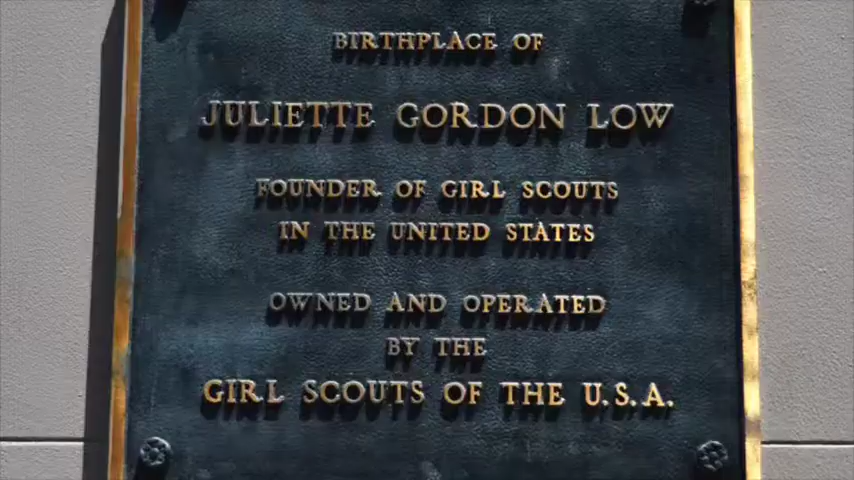 BIRTHPLACE OF
JULIETTE GORDON LOW
FOUNDER OF GIRL SCOUTS
IN THE UNITED STATES
OWNED AND OPERATED
BY THE
GIRL SCOUTS OF THE U.S.A.